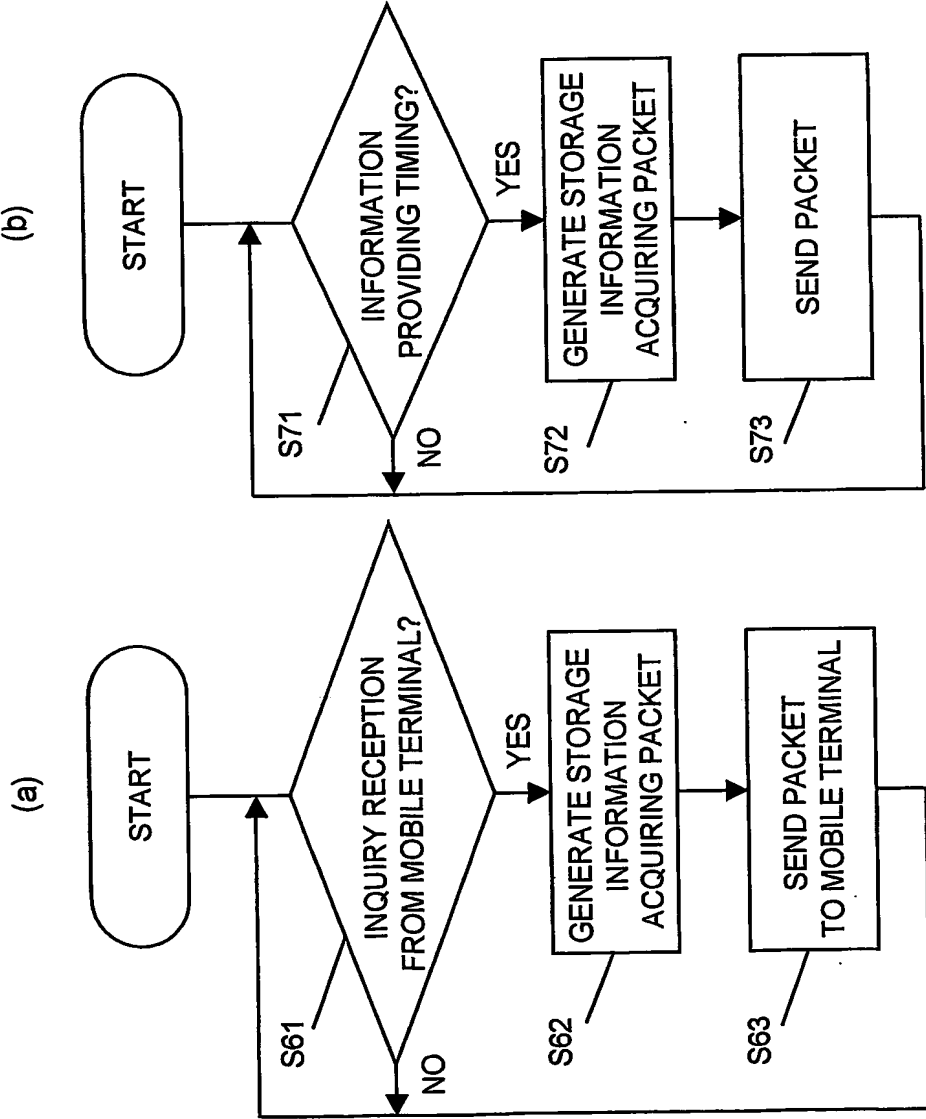 (a)
START
INQUIRY RECEPTION
FROM MOBILE TERMINAL?
S61
NO
YES
GENERATE STORAGE
INFORMATION
ACQUIRING PACKET
S62
SEND PACKET
TO MOBILE TERMINAL
S63
(b)
START
INFORMATION
PROVIDING TIMING?
S71
NO
YES
GENERATE STORAGE
INFORMATION
ACQUIRING PACKET
S72
SEND PACKET
S73